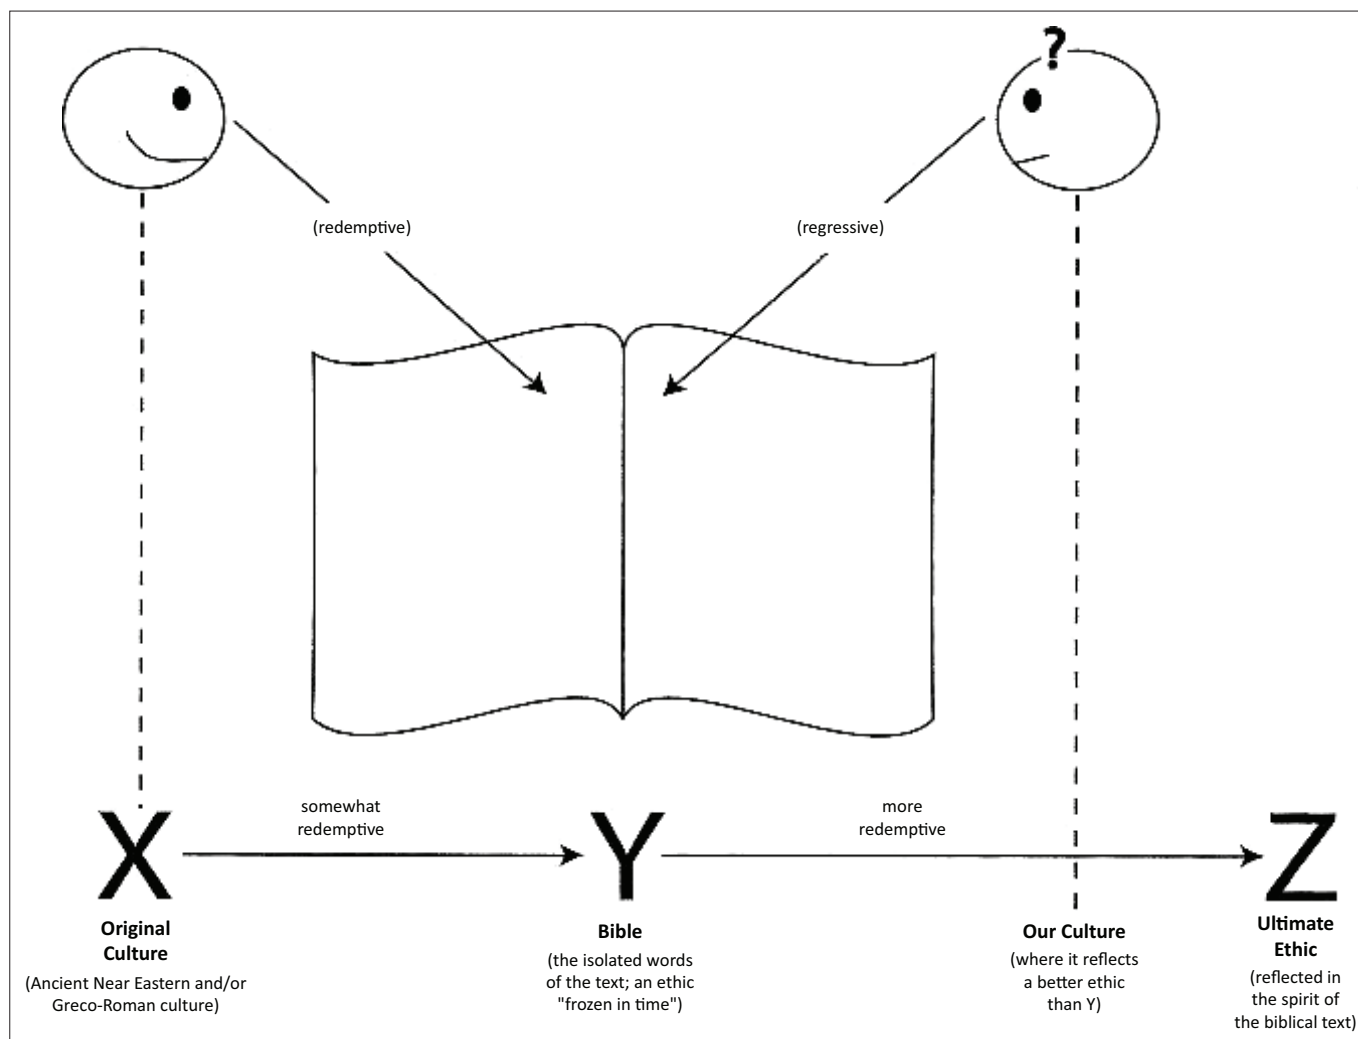 ?
(redemptive)
(regressive)
somewhat
redemptive
more
redemptive
X
Y
Z
Original
Culture
(Ancient Near Eastern and/or
Greco-Roman culture)
Bible
(the isolated words
of the text; an ethic
"frozen in time")
Our Culture
(where it reflects
a better ethic
than Y)
Ultimate
Ethic
(reflected in
the spirit of
the biblical text)